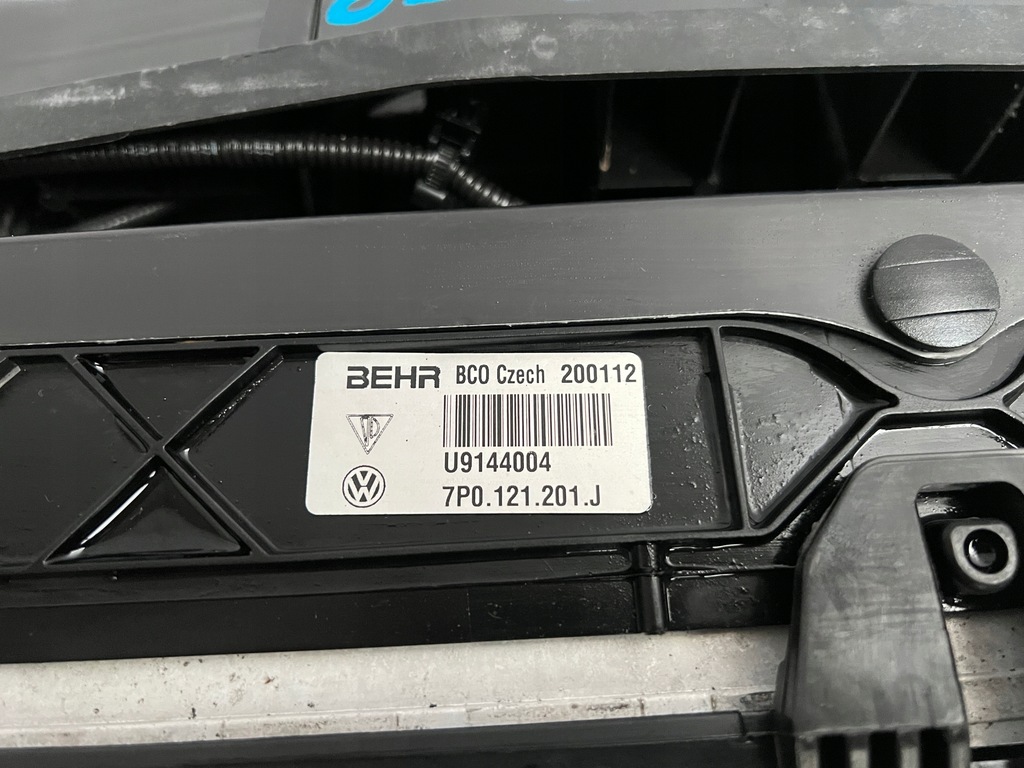 BEHR BCO Czech 200112
U9144004
7P0.121.201.J